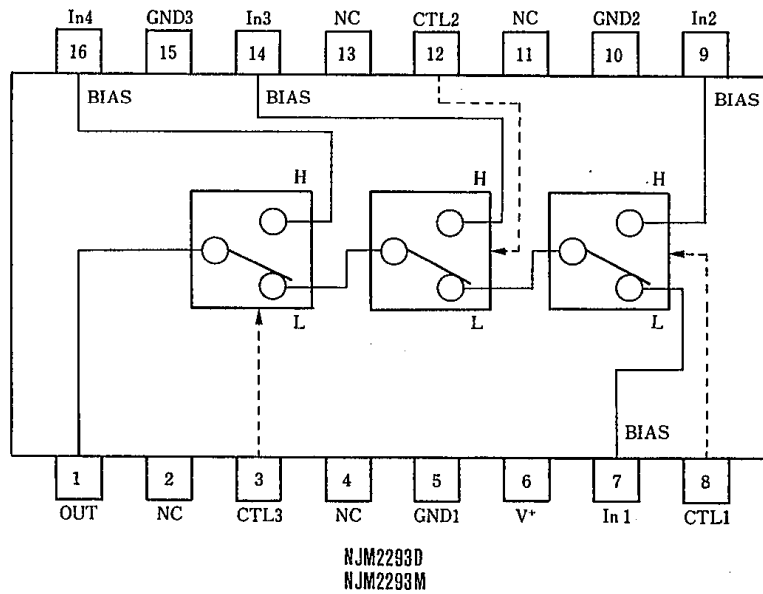 In4 GND3 In3 NC CTL2 NC GND2 In2
16 15 14 13 12 11 10 9
BIAS BIAS BIAS
H H H
L L L
BIAS
1 2 3 4 5 6 7 8
OUT NC CTL3 NC GND1 V+ In 1 CTL1
NJM2293D
NJM2293M